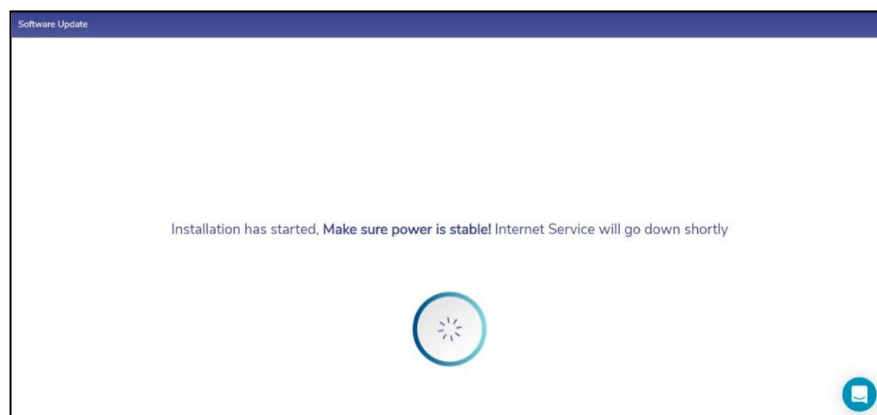 Software Update
Installation has started, Make sure power is stable! Internet Service will go down shortly